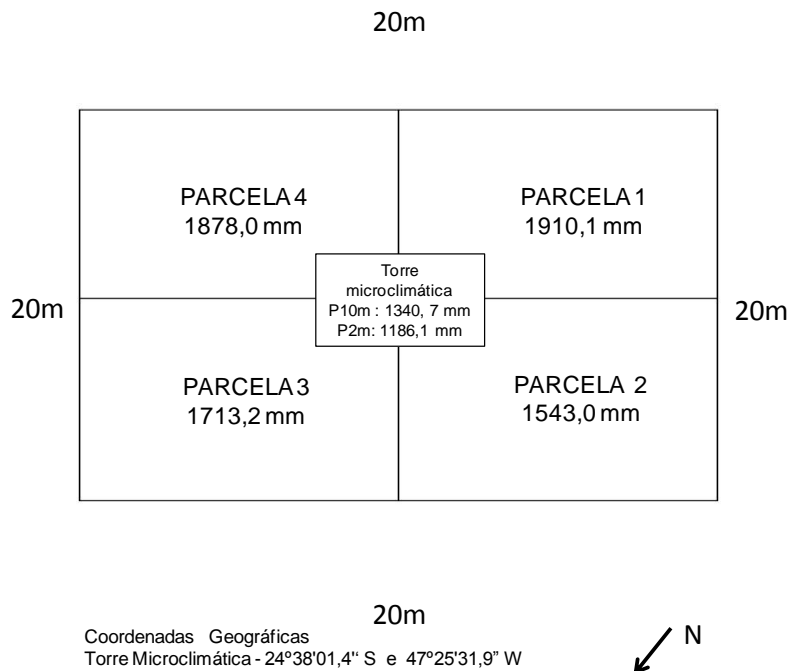 20m
PARCELA 4
1878,0 mm
PARCELA 1
1910,1 mm
Torre
microclimática
P10m : 1340, 7 mm
P2m: 1186,1 mm
20m
20m
PARCELA 3
1713,2 mm
PARCELA 2
1543,0 mm
20m
Coordenadas Geográficas
Torre Microclimática - 24º38'01,4'' S e 47º25'31,9" W
N